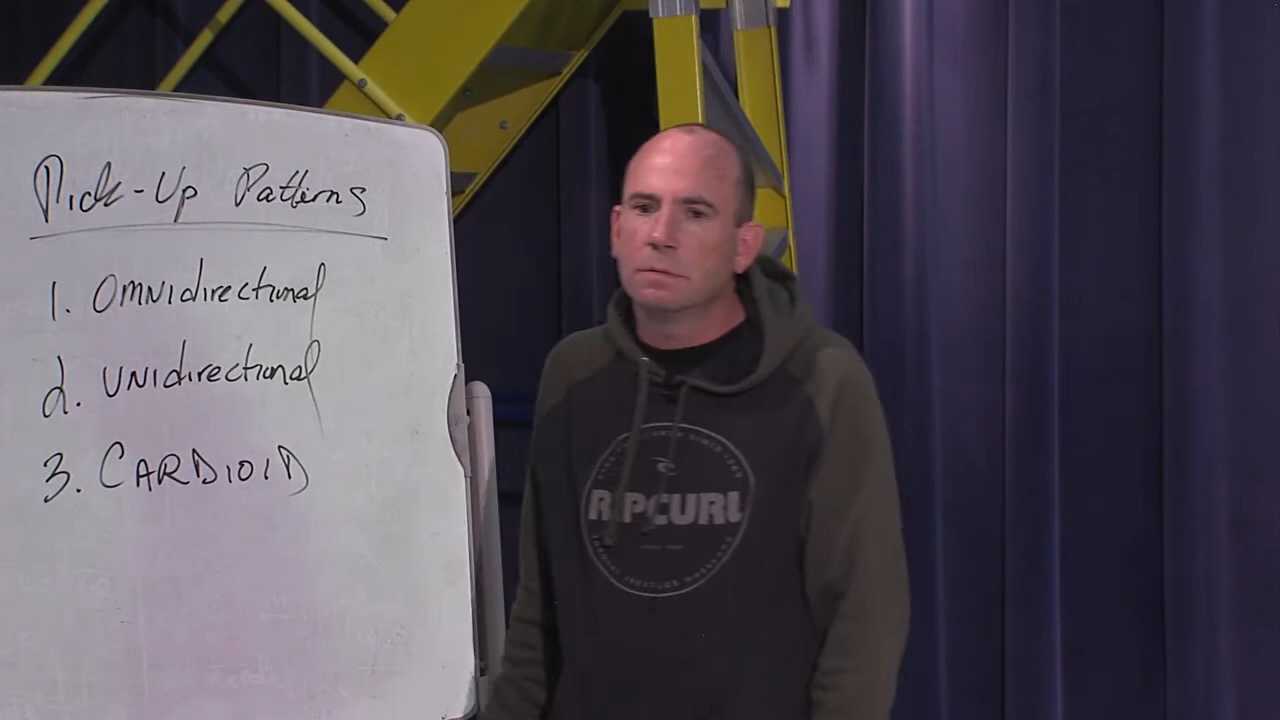 Pick-Up Patterns
1. Omnidirectional
2. Unidirectional
3. CARDIOID
RIPCURL